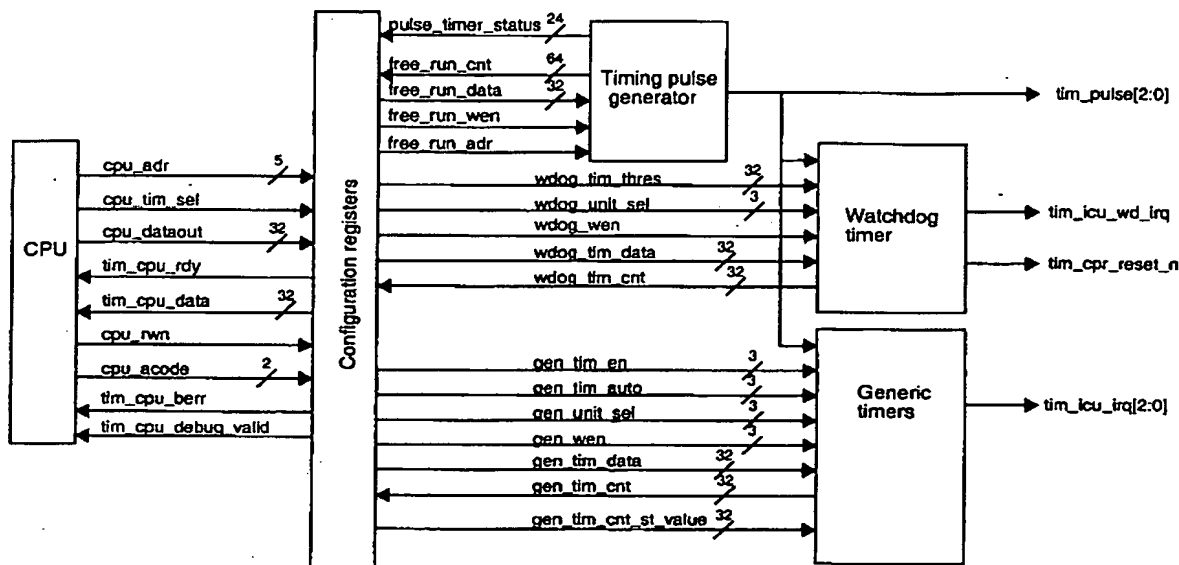 CPU
cpu_adr
5
cpu_tim_sel
cpu_dataout
32
tim_cpu_rdy
tim_cpu_data
32
cpu_rwn
cpu_acode
2
tim_cpu_berr
tim_cpu_debug_valid
Configuration registers
pulse_timer_status
24
free_run_cnt
64
free_run_data
32
free_run_wen
free_run_adr
Timing pulse
generator
tim_pulse[2:0]
wdog_tim_thres
32
wdog_unit_sel
3
wdog_wen
wdog_tim_data
32
wdog_tim_cnt
32
Watchdog
timer
tim_icu_wd_irq
tim_cpr_reset_n
gen_tim_en
3
gen_tim_auto
3
gen_unit_sel
3
gen_wen
3
gen_tim_data
32
gen_tim_cnt
32
gen_tim_cnt_st_value
32
Generic
timers
tim_icu_irq[2:0]